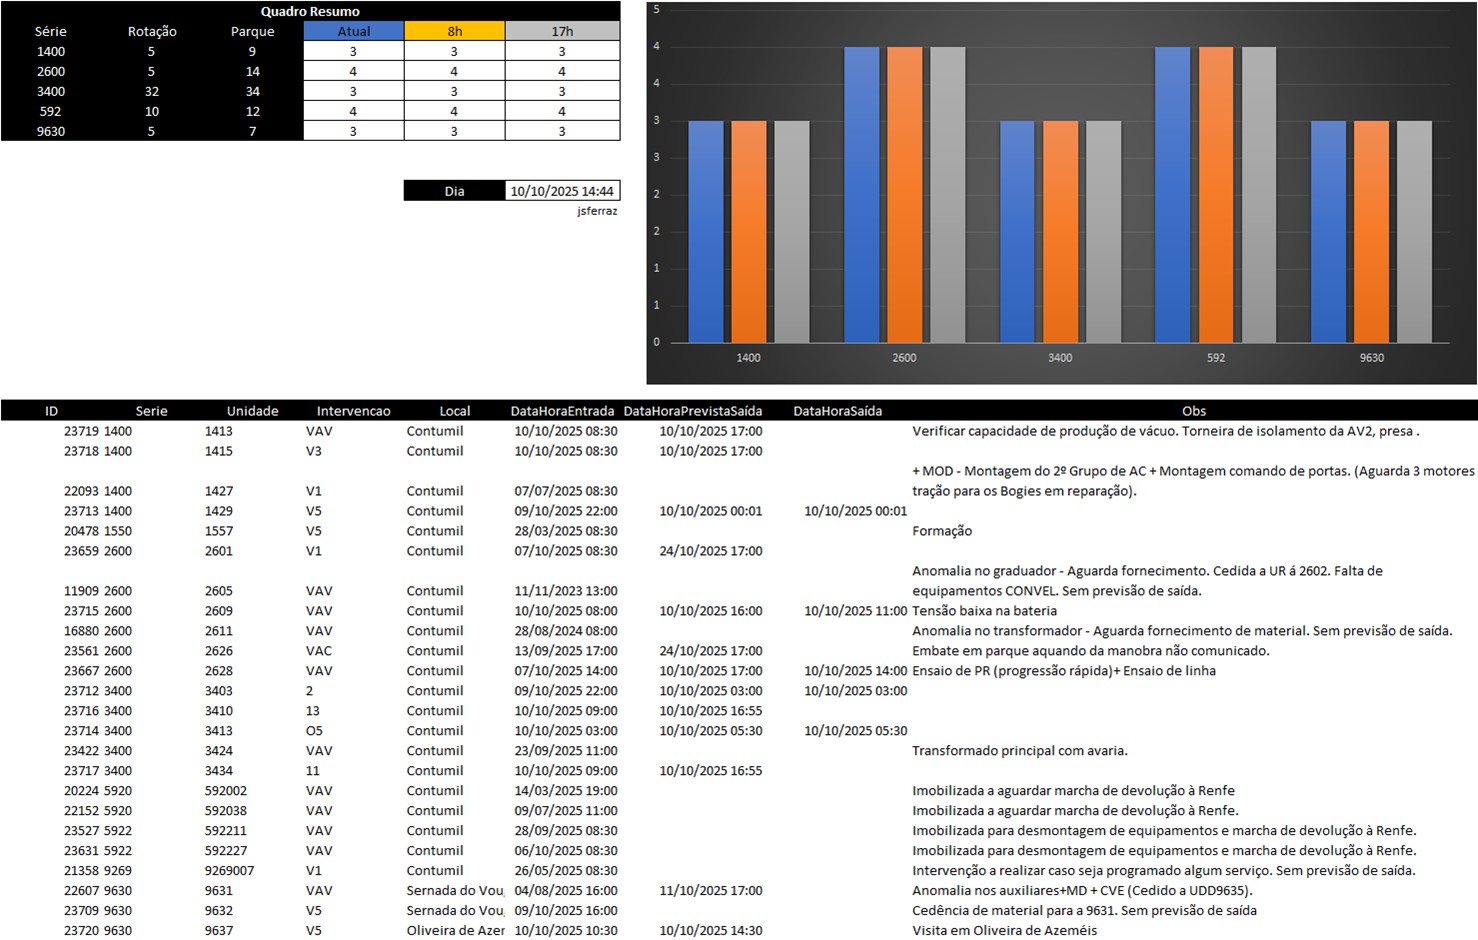 Quadro Resumo
Série Rotação Parque Atual 8h 17h
1400 5 9 3 3 3
2600 5 14 4 4 4
3400 32 34 3 3 3
592 10 12 4 4 4
9630 5 7 3 3 3
Dia 10/10/2025 14:44
jsferraz
5
4
4
3
3
2
2
1
1
0
1400 2600 3400 592 9630
ID Serie Unidade Intervencao Local DataHoraEntrada DataHoraPrevistaSaída DataHoraSaída Obs
23719 1400 1413 VAV Contumil 10/10/2025 08:30 10/10/2025 17:00 Verificar capacidade de produção de vácuo. Torneira de isolamento da AV2, presa .
23718 1400 1415 V3 Contumil 10/10/2025 08:30 10/10/2025 17:00
+ MOD - Montagem do 2º Grupo de AC + Montagem comando de portas. (Aguarda 3 motores
22093 1400 1427 V1 Contumil 07/07/2025 08:30 tração para os Bogies em reparação).
23713 1400 1429 V5 Contumil 09/10/2025 22:00 10/10/2025 00:01 10/10/2025 00:01
20478 1550 1557 V5 Contumil 28/03/2025 08:30 Formação
23659 2600 2601 V1 Contumil 07/10/2025 08:30 24/10/2025 17:00
Anomalia no graduador - Aguarda fornecimento. Cedida a UR á 2602. Falta de
11909 2600 2605 VAV Contumil 11/11/2023 13:00 equipamentos CONVEL. Sem previsão de saída.
23715 2600 2609 VAV Contumil 10/10/2025 08:00 10/10/2025 16:00 10/10/2025 11:00 Tensão baixa na bateria
16880 2600 2611 VAV Contumil 28/08/2024 08:00 Anomalia no transformador - Aguarda fornecimento de material. Sem previsão de saída.
23561 2600 2626 VAC Contumil 13/09/2025 17:00 24/10/2025 17:00 Embate em parque aquando da manobra não comunicado.
23667 2600 2628 VAV Contumil 07/10/2025 14:00 10/10/2025 17:00 10/10/2025 14:00 Ensaio de PR (progressão rápida)+ Ensaio de linha
23712 3400 3403 2 Contumil 09/10/2025 22:00 10/10/2025 03:00 10/10/2025 03:00
23716 3400 3410 13 Contumil 10/10/2025 09:00 10/10/2025 16:55
23714 3400 3413 O5 Contumil 10/10/2025 03:00 10/10/2025 05:30 10/10/2025 05:30
23422 3400 3424 VAV Contumil 23/09/2025 11:00 Transformado principal com avaria.
23717 3400 3434 11 Contumil 10/10/2025 09:00 10/10/2025 16:55
20224 5920 592002 VAV Contumil 14/03/2025 19:00 Imobilizada a aguardar marcha de devolução à Renfe
22152 5920 592038 VAV Contumil 09/07/2025 11:00 Imobilizada a aguardar marcha de devolução à Renfe.
23527 5922 592211 VAV Contumil 28/09/2025 08:30 Imobilizada para desmontagem de equipamentos e marcha de devolução à Renfe.
23631 5922 592227 VAV Contumil 06/10/2025 08:30 Imobilizada para desmontagem de equipamentos e marcha de devolução à Renfe.
21358 9269 9269007 V1 Contumil 26/05/2025 08:30 Intervenção a realizar caso seja programado algum serviço. Sem previsão de saída.
22607 9630 9631 VAV Sernada do Vou 04/08/2025 16:00 11/10/2025 17:00 Anomalia nos auxiliares+MD + CVE (Cedido a UDD9635).
23709 9630 9632 V5 Sernada do Vou 09/10/2025 16:00 Cedência de material para a 9631. Sem previsão de saída
23720 9630 9637 V5 Oliveira de Azer 10/10/2025 10:30 10/10/2025 14:30 Visita em Oliveira de Azeméis